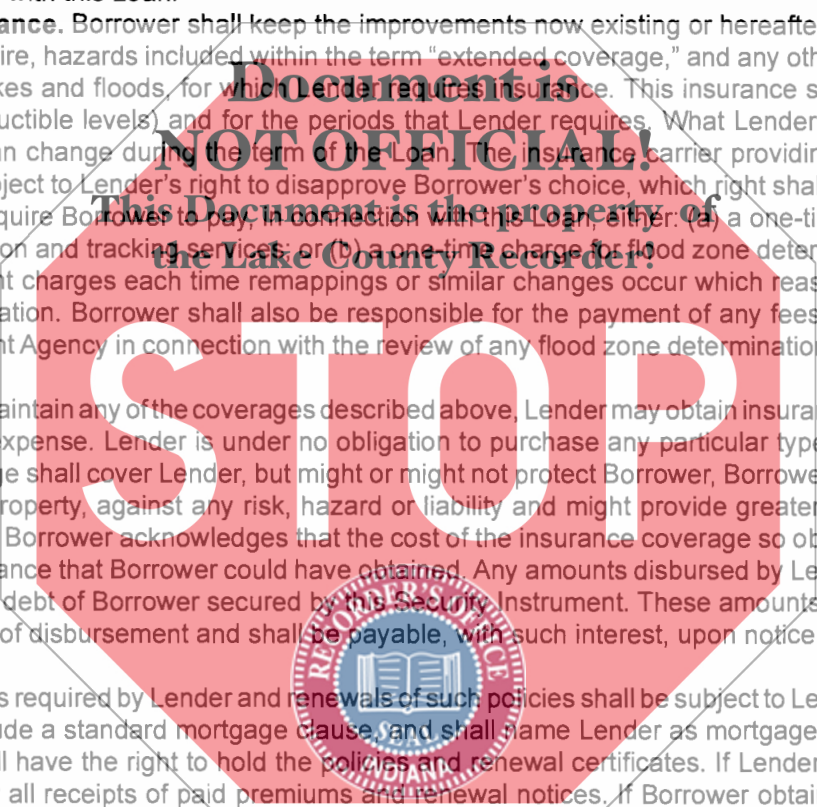 with this Loan.
ance. Borrower shall keep the improvements now existing or hereafte
ire, hazards included within the term “extended coverage,” and any oth
kes and floods, for which Lender requires insurance. This insurance s
uctible levels) and for the periods that Lender requires. What Lender
an change during the term of the Loan. The insurance carrier providin
bject to Lender’s right to disapprove Borrower’s choice, which right shal
quire Borrower to pay, in connection with this Loan, either: (a) a one-ti
on and tracking services; or (b) a one-time charge for flood zone deter
nt charges each time remappings or similar changes occur which reas
ation. Borrower shall also be responsible for the payment of any fees
nt Agency in connection with the review of any flood zone determination
aintain any of the coverages described above, Lender may obtain insura
xpense. Lender is under no obligation to purchase any particular type
ge shall cover Lender, but might or might not protect Borrower, Borrowe
roperty, against any risk, hazard or liability and might provide greater
Borrower acknowledges that the cost of the insurance coverage so ob
ance that Borrower could have obtained. Any amounts disbursed by Le
debt of Borrower secured by this Security Instrument. These amounts
of disbursement and shall be payable, with such interest, upon notice
s required by Lender and renewals of such policies shall be subject to Le
ude a standard mortgage clause, and shall name Lender as mortgage
ll have the right to hold the policies and renewal certificates. If Lender
all receipts of paid premiums and renewal notices. If Borrower obtai
Document is
NOT OFFICIAL!
This Document is the property of
the Lake County Recorder!
STOP
RECORDER'S OFFICE
SEAL
INDIANA